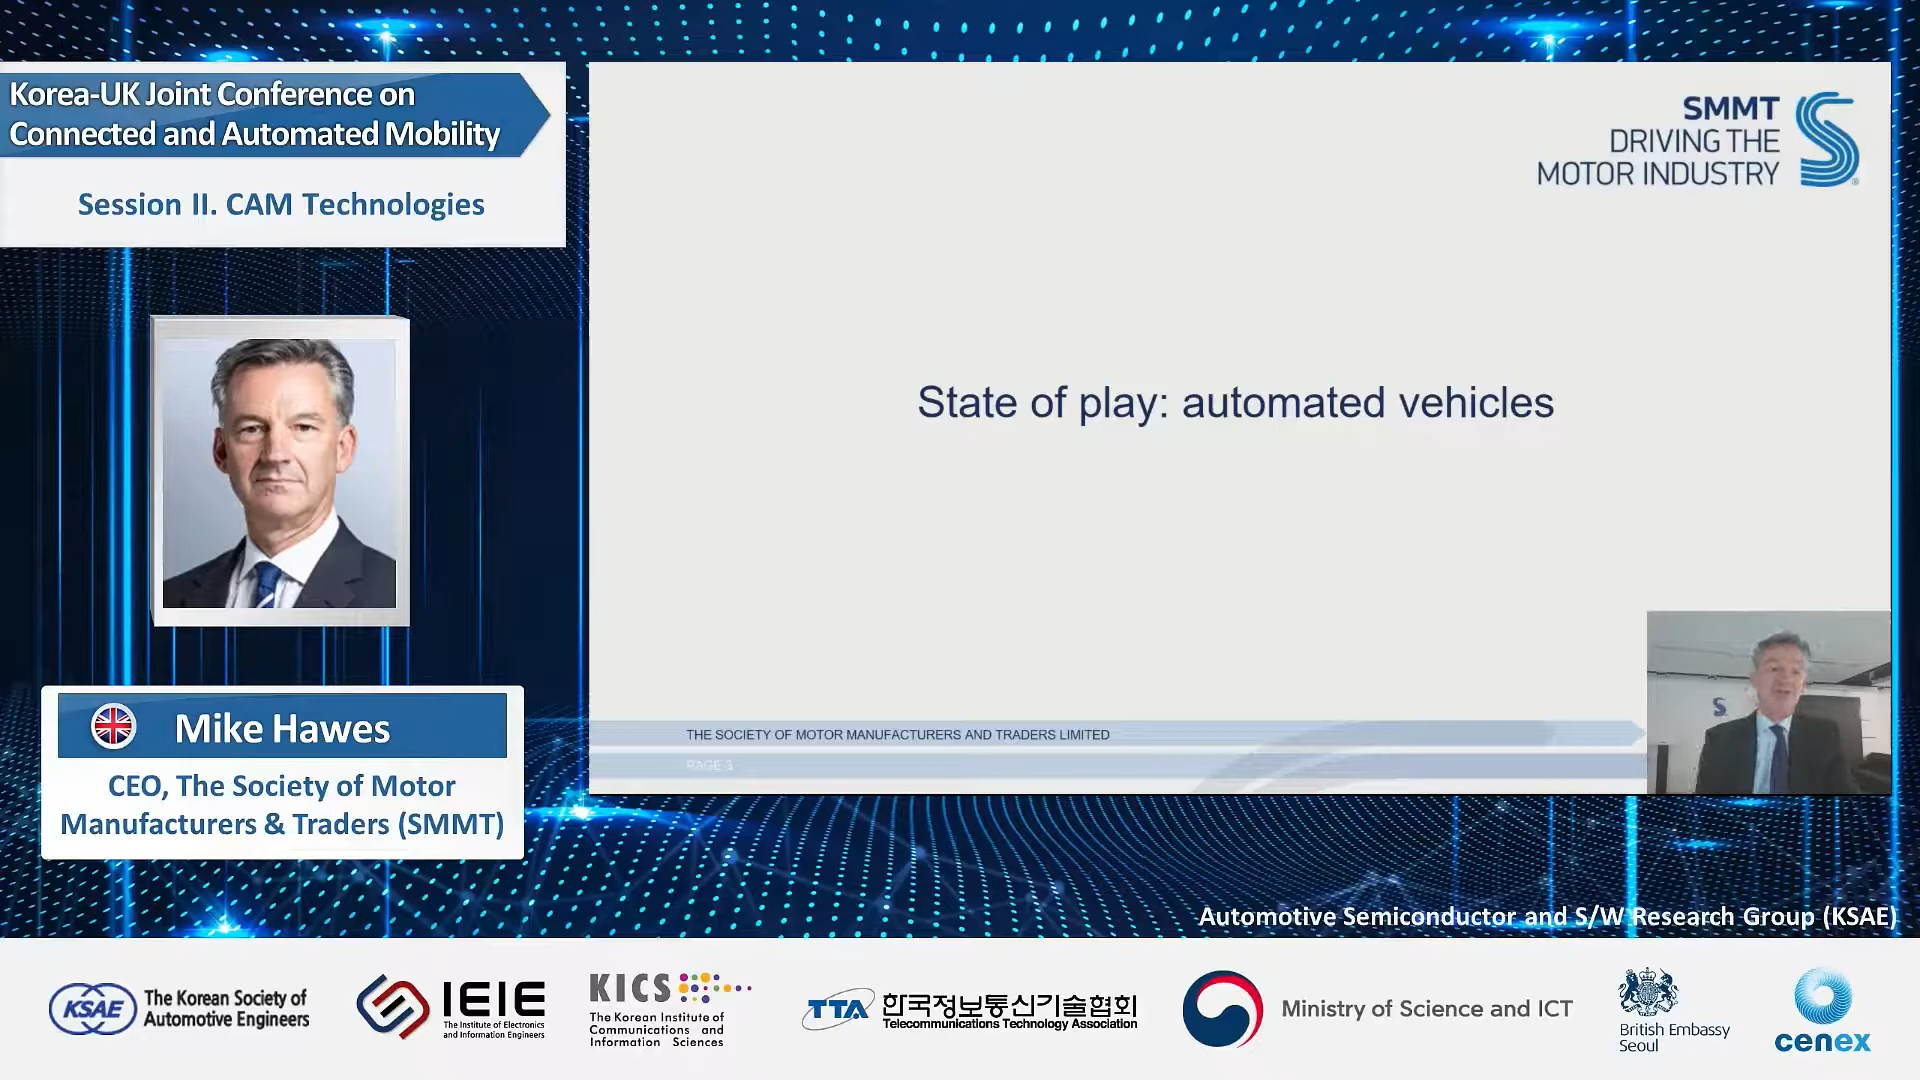 Korea-UK Joint Conference on
Connected and Automated Mobility
Session II. CAM Technologies
SMMT
DRIVING THE
MOTOR INDUSTRY
State of play: automated vehicles
THE SOCIETY OF MOTOR MANUFACTURERS AND TRADERS LIMITED
PAGE 3
Mike Hawes
CEO, The Society of Motor
Manufacturers & Traders (SMMT)
Automotive Semiconductor and S/W Research Group (KSAE)
KSAE
The Korean Society of
Automotive Engineers
IEIE
The Institute of Electronics
and Information Engineers
KICS
The Korean Institute of
Communications and
Information Sciences
TTA
한국정보통신기술협회
Telecommunications Technology Association
Ministry of Science and ICT
British Embassy
Seoul
cenex